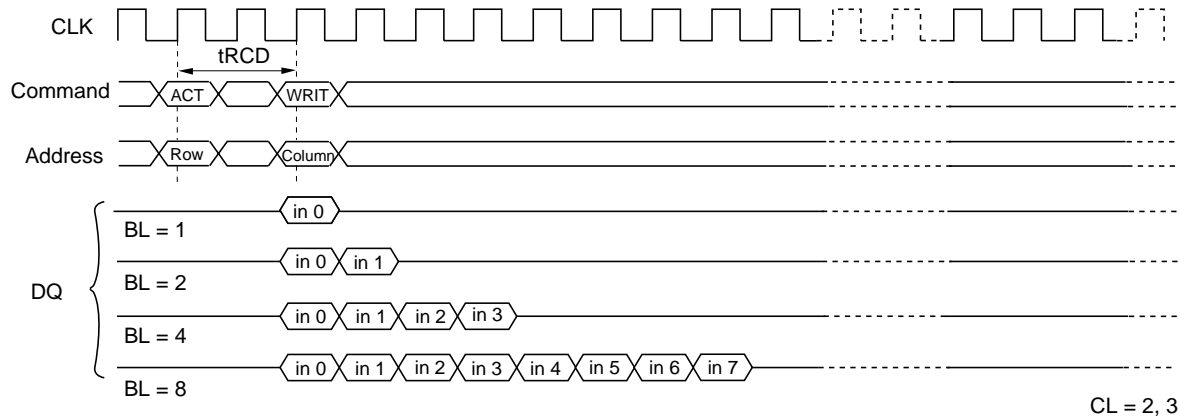 CLK
tRCD
Command ACT WRIT
Address Row Column
in 0
BL = 1
in 0 in 1
BL = 2
DQ
in 0 in 1 in 2 in 3
BL = 4
in 0 in 1 in 2 in 3 in 4 in 5 in 6 in 7
BL = 8
CL = 2, 3